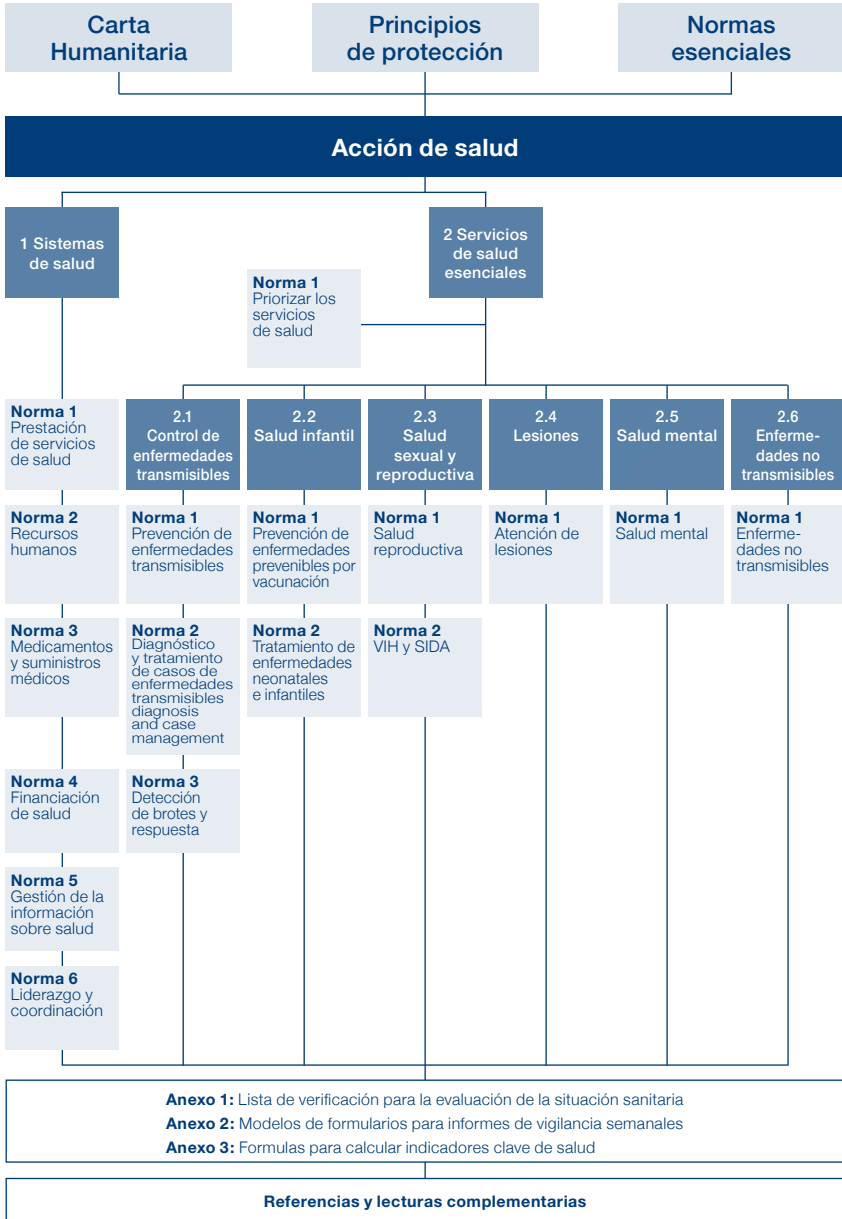 Carta
Humanitaria
Principios
de protección
Normas
esenciales
Acción de salud
1 Sistemas
de salud
2 Servicios
de salud
esenciales
Norma 1
Priorizar los
servicios
de salud
Norma 1
Prestación
de servicios
de salud
2.1
Control de
enfermedades
transmisibles
2.2
Salud infantil
2.3
Salud
sexual y
reproductiva
2.4
Lesiones
2.5
Salud mental
2.6
Enferme-
dades no
transmisibles
Norma 2
Recursos
humanos
Norma 1
Prevención de
enfermedades
transmisibles
Norma 1
Prevención de
enfermedades
prevenibles por
vacunación
Norma 1
Salud
reproductiva
Norma 1
Atención de
lesiones
Norma 1
Salud mental
Norma 1
Enferme-
dades no
transmisibles
Norma 3
Medicamentos
y suministros
médicos
Norma 2
Diagnóstico
y tratamiento
de casos de
enfermedades
transmisibles
diagnosis
and case
management
Norma 2
Tratamiento de
enfermedades
neonatales
e infantiles
Norma 2
VIH y SIDA
Norma 4
Financiación
de salud
Norma 3
Detección
de brotes y
respuesta
Norma 5
Gestión de la
información
sobre salud
Norma 6
Liderazgo y
coordinación
Anexo 1: Lista de verificación para la evaluación de la situación sanitaria
Anexo 2: Modelos de formularios para informes de vigilancia semanales
Anexo 3: Formulas para calcular indicadores clave de salud
Referencias y lecturas complementarias